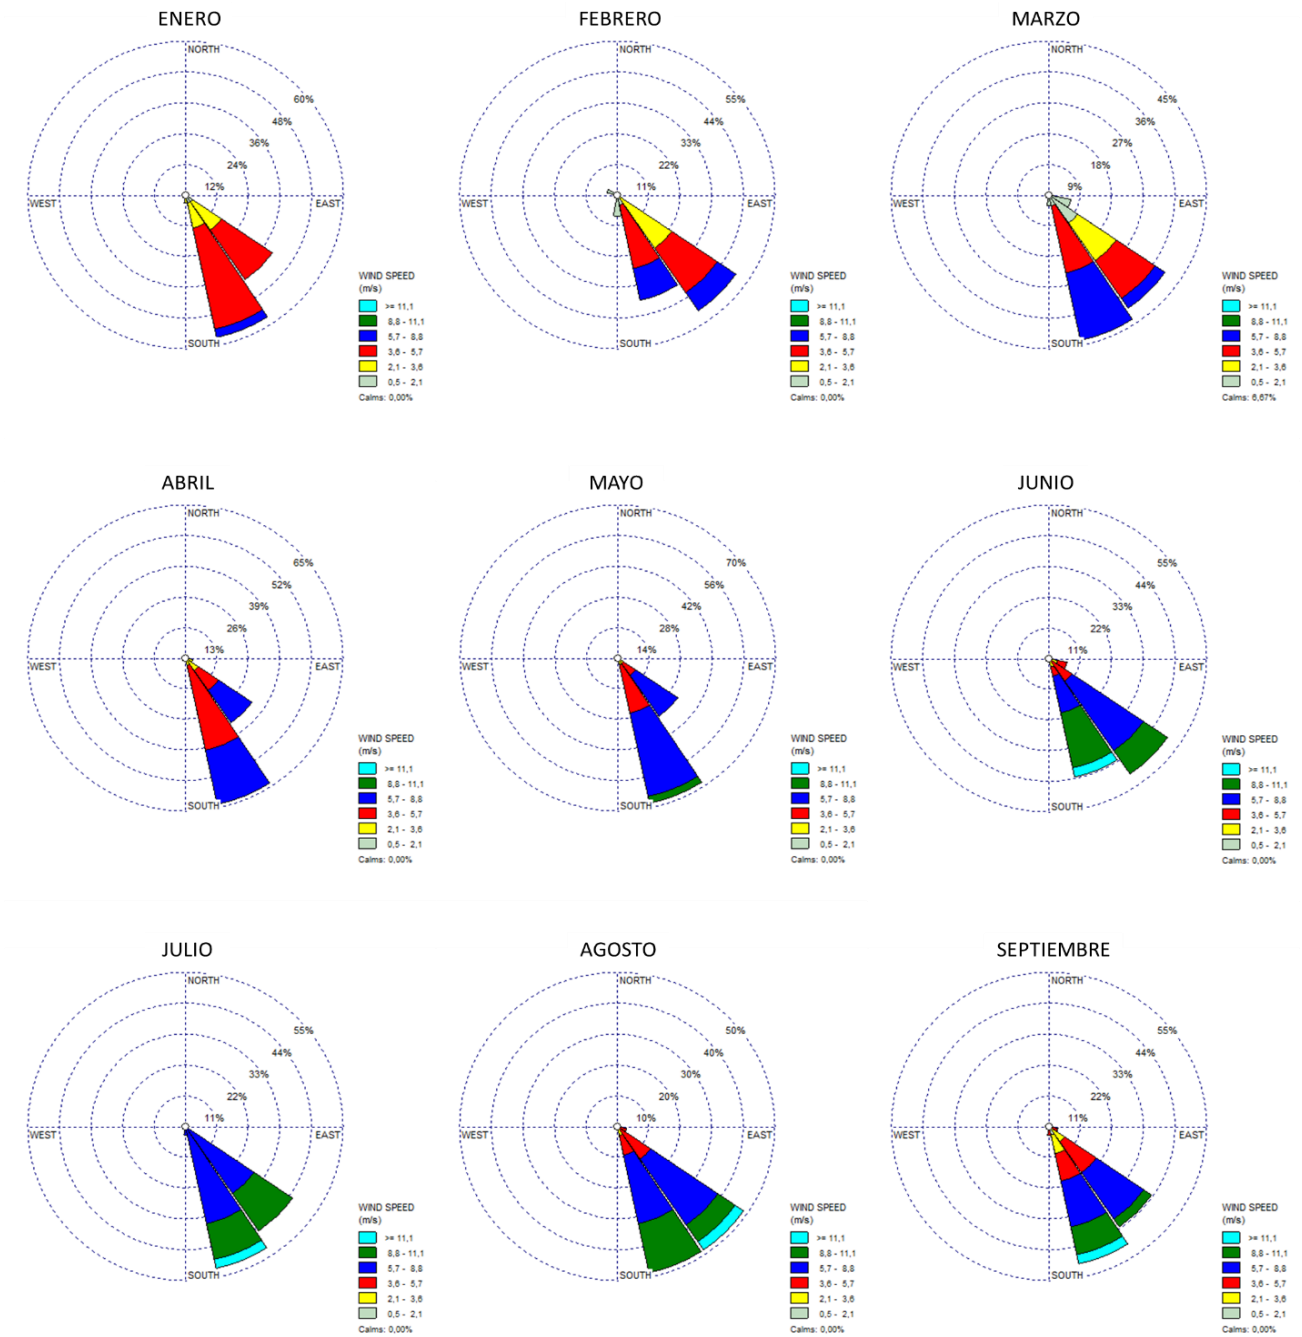 ENERO
NORTH
60%
48%
36%
24%
12%
WEST
EAST
SOUTH
WIND SPEED
(m/s)
>= 11,1
8,8 - 11,1
5,7 - 8,8
3,6 - 5,7
2,1 - 3,6
0,5 - 2,1
Calms: 0,00%
FEBRERO
NORTH
55%
44%
33%
22%
11%
WEST
EAST
SOUTH
WIND SPEED
(m/s)
>= 11,1
8,8 - 11,1
5,7 - 8,8
3,6 - 5,7
2,1 - 3,6
0,5 - 2,1
Calms: 0,00%
MARZO
NORTH
45%
36%
27%
18%
9%
WEST
EAST
SOUTH
WIND SPEED
(m/s)
>= 11,1
8,8 - 11,1
5,7 - 8,8
3,6 - 5,7
2,1 - 3,6
0,5 - 2,1
Calms: 6,67%
ABRIL
NORTH
65%
52%
39%
26%
13%
WEST
EAST
SOUTH
WIND SPEED
(m/s)
>= 11,1
8,8 - 11,1
5,7 - 8,8
3,6 - 5,7
2,1 - 3,6
0,5 - 2,1
Calms: 0,00%
MAYO
NORTH
70%
56%
42%
28%
14%
WEST
EAST
SOUTH
WIND SPEED
(m/s)
>= 11,1
8,8 - 11,1
5,7 - 8,8
3,6 - 5,7
2,1 - 3,6
0,5 - 2,1
Calms: 0,00%
JUNIO
NORTH
55%
44%
33%
22%
11%
WEST
EAST
SOUTH
WIND SPEED
(m/s)
>= 11,1
8,8 - 11,1
5,7 - 8,8
3,6 - 5,7
2,1 - 3,6
0,5 - 2,1
Calms: 0,00%
JULIO
NORTH
55%
44%
33%
22%
11%
WEST
EAST
SOUTH
WIND SPEED
(m/s)
>= 11,1
8,8 - 11,1
5,7 - 8,8
3,6 - 5,7
2,1 - 3,6
0,5 - 2,1
Calms: 0,00%
AGOSTO
NORTH
50%
40%
30%
20%
10%
WEST
EAST
SOUTH
WIND SPEED
(m/s)
>= 11,1
8,8 - 11,1
5,7 - 8,8
3,6 - 5,7
2,1 - 3,6
0,5 - 2,1
Calms: 0,00%
SEPTIEMBRE
NORTH
55%
44%
33%
22%
11%
WEST
EAST
SOUTH
WIND SPEED
(m/s)
>= 11,1
8,8 - 11,1
5,7 - 8,8
3,6 - 5,7
2,1 - 3,6
0,5 - 2,1
Calms: 0,00%